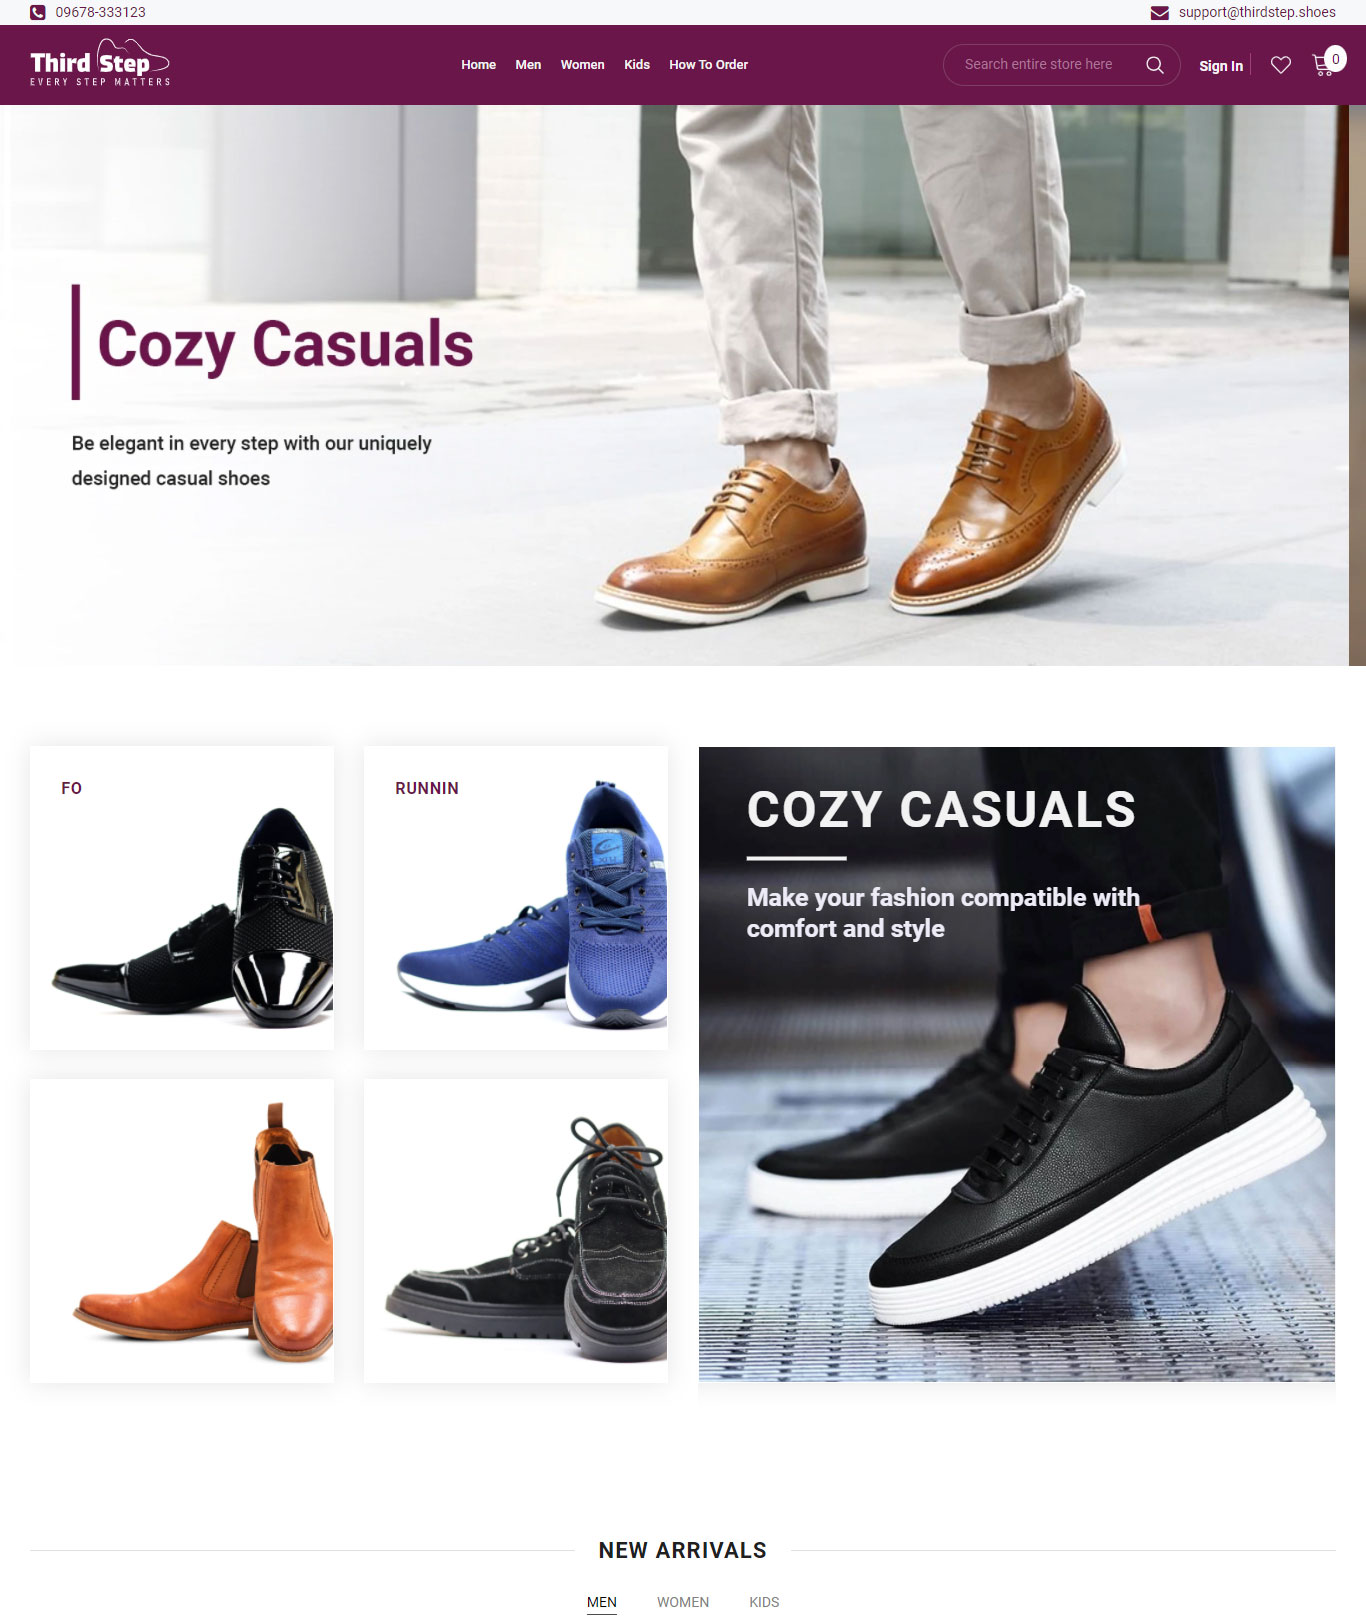 09678-333123
support@thirdstep.shoes
Third Step
EVERY STEP MATTERS
Home Men Women Kids How To Order
Search entire store here
Sign In
0
Cozy Casuals
Be elegant in every step with our uniquely
designed casual shoes
FO
RUNNIN
COZY CASUALS
Make your fashion compatible with
comfort and style
NEW ARRIVALS
MEN WOMEN KIDS